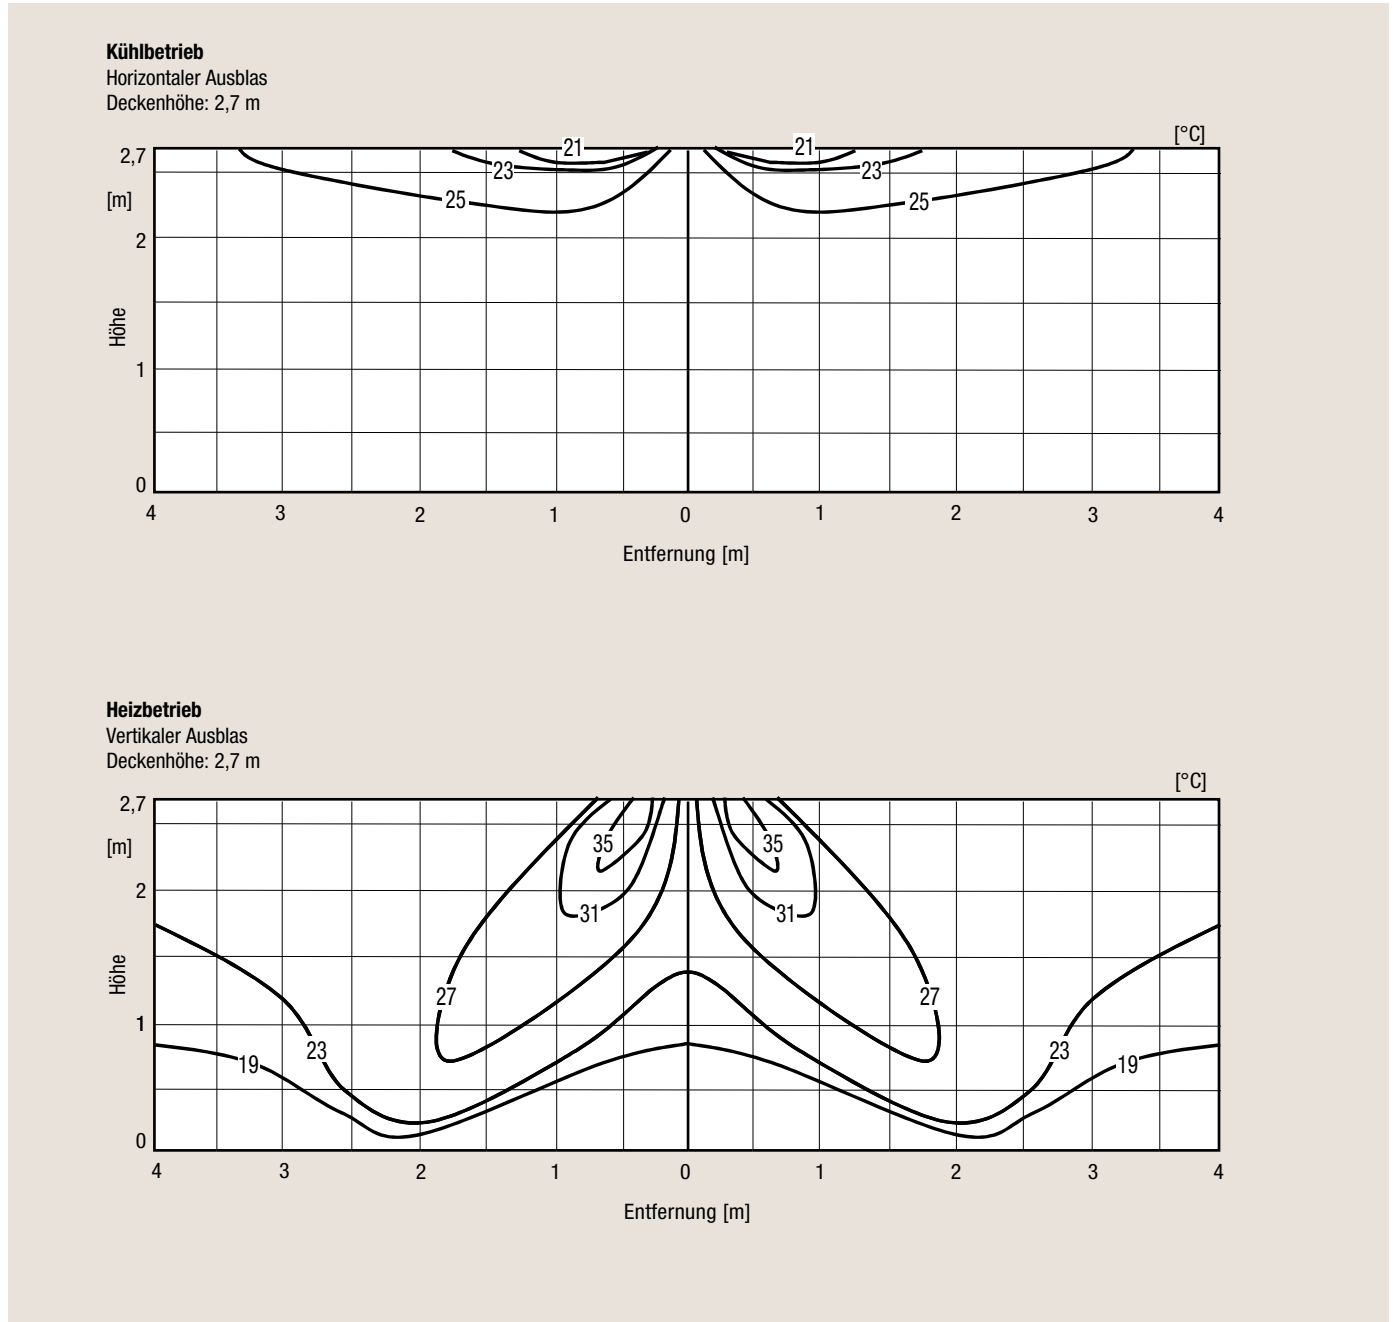 Kühlbetrieb
Horizontaler Ausblas
Deckenhöhe: 2,7 m
[°C]
2,7
21
21
23
23
[m]
25
25
2
Höhe
1
0
4 3 2 1 0 1 2 3 4
Entfernung [m]
Heizbetrieb
Vertikaler Ausblas
Deckenhöhe: 2,7 m
[°C]
2,7
[m]
35
35
2
31
31
Höhe
27
27
1
23
23
19
19
0
4 3 2 1 0 1 2 3 4
Entfernung [m]